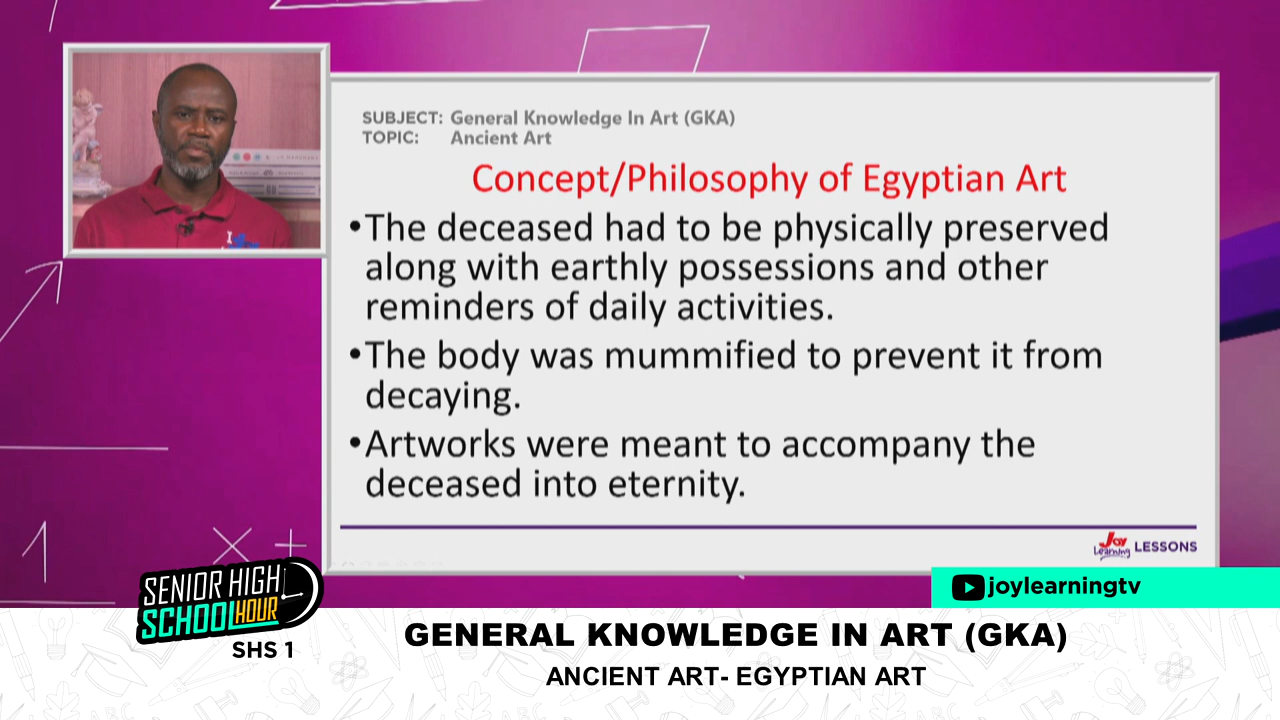 SUBJECT: General Knowledge In Art (GKA)
TOPIC: Ancient Art
Concept/Philosophy of Egyptian Art
•The deceased had to be physically preserved
along with earthly possessions and other
reminders of daily activities.
•The body was mummified to prevent it from
decaying.
•Artworks were meant to accompany the
deceased into eternity.
Joy
Learning LESSONS
joylearningtv
SENIOR HIGH
SCHOOL HOUR
SHS 1
GENERAL KNOWLEDGE IN ART (GKA)
ANCIENT ART- EGYPTIAN ART